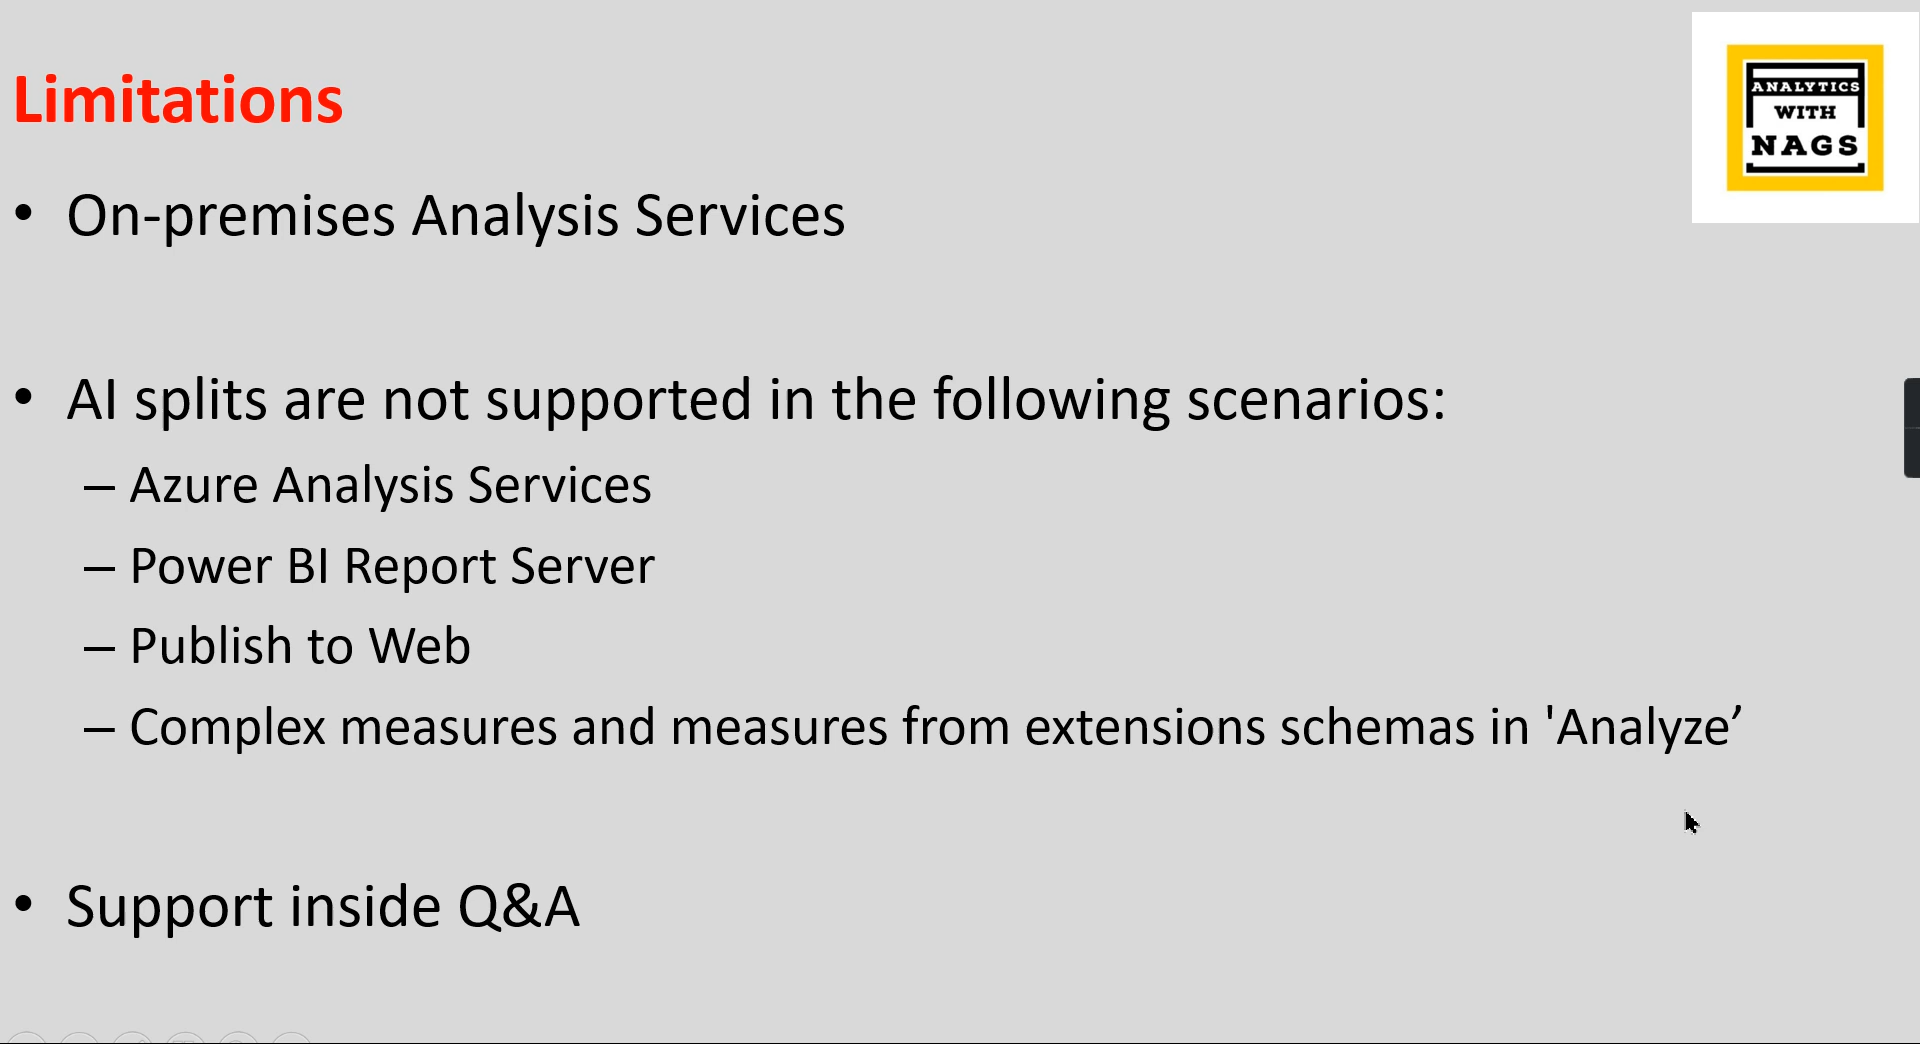 Limitations
ANALYTICS
WITH
NAGS
• On-premises Analysis Services
• AI splits are not supported in the following scenarios:
– Azure Analysis Services
– Power BI Report Server
– Publish to Web
– Complex measures and measures from extensions schemas in 'Analyze’
• Support inside Q&A